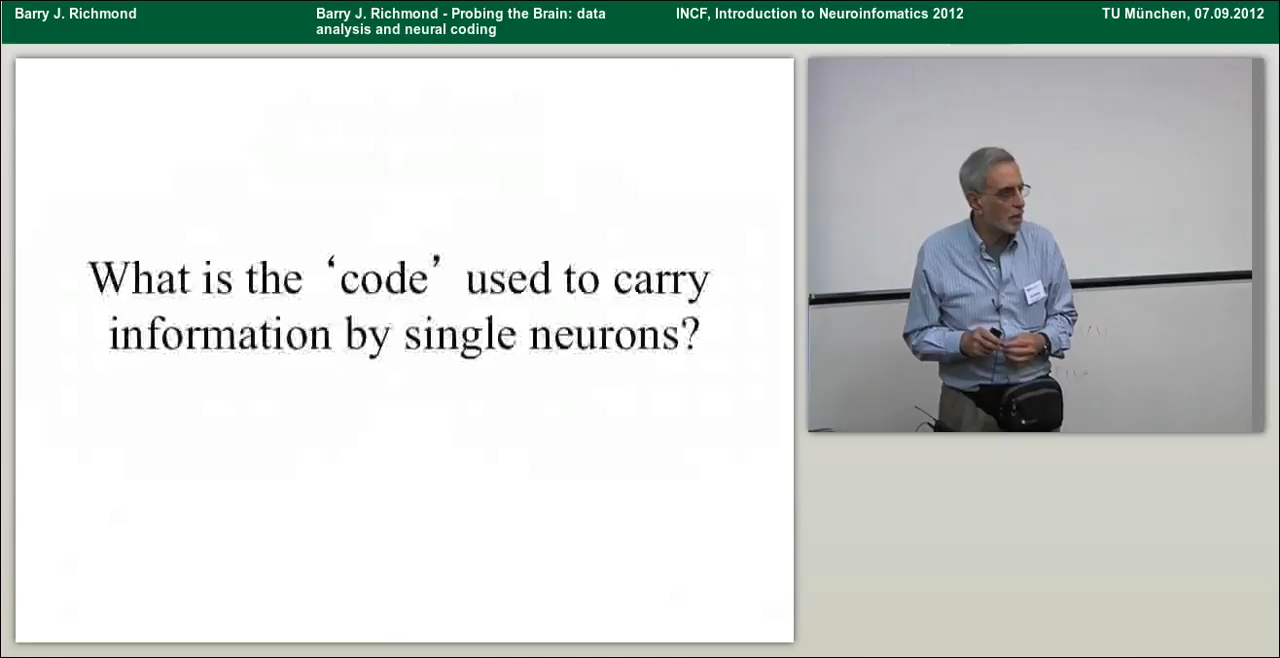 Barry J. Richmond
Barry J. Richmond - Probing the Brain: data
analysis and neural coding
INCF, Introduction to Neuroinfomatics 2012
TU München, 07.09.2012
What is the ‘code’ used to carry
information by single neurons?